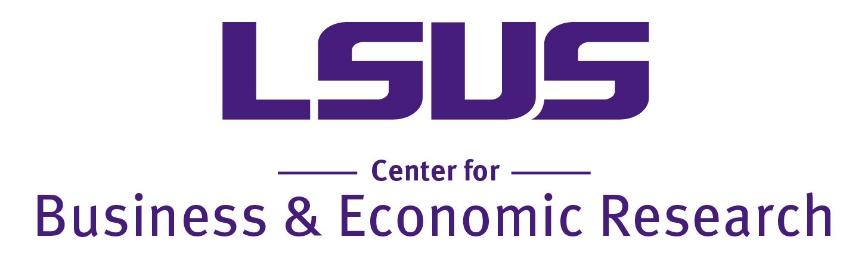 LSUS
Center for
Business & Economic Research